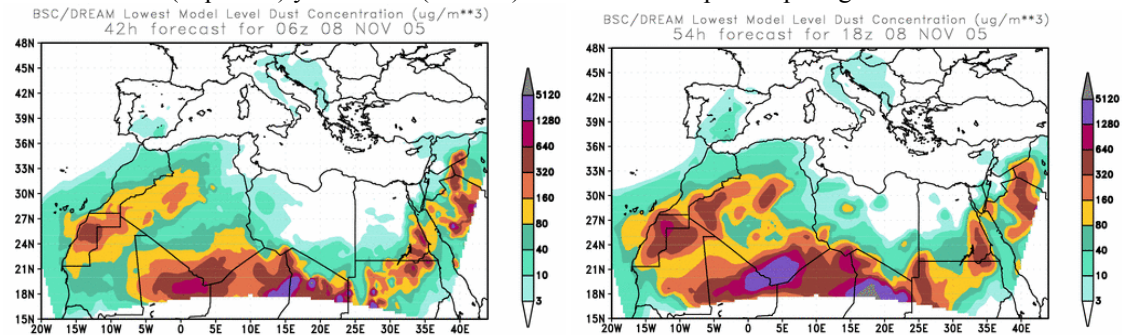 BSC/DREAM Lowest Model Level Dust Concentration (ug/m**3)
42h forecast for 06z 08 NOV 05
48N
45N
42N
39N
36N
33N
30N
27N
24N
21N
18N
15N
20W 15W 10W 5W 0 5E 10E 15E 20E 25E 30E 35E 40E
5120
1280
640
320
160
80
40
10
3
BSC/DREAM Lowest Model Level Dust Concentration (ug/m**3)
54h forecast for 18z 08 NOV 05
48N
45N
42N
39N
36N
33N
30N
27N
24N
21N
18N
15N
20W 15W 10W 5W 0 5E 10E 15E 20E 25E 30E 35E 40E
5120
1280
640
320
160
80
40
10
3